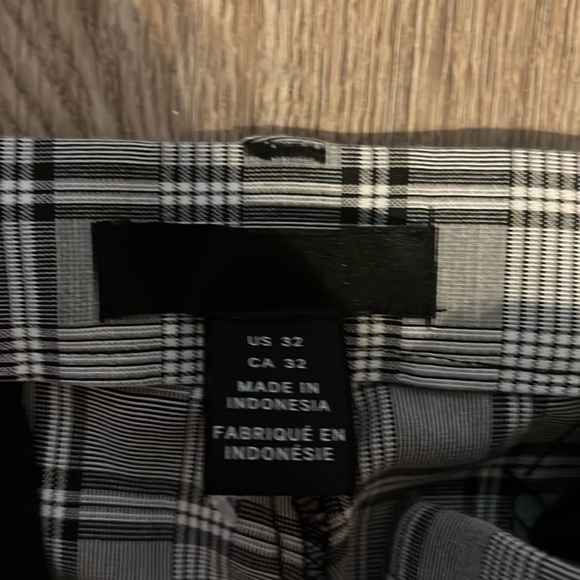 US 32
CA 32
MADE IN
INDONESIA
FABRIQUÉ EN
INDONÉSIE